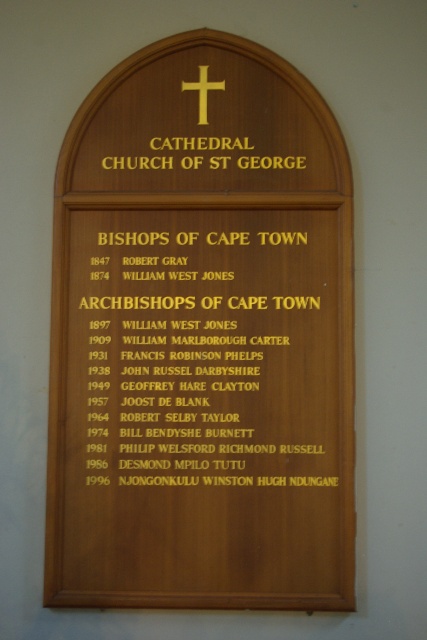 CATHEDRAL
CHURCH OF ST GEORGE
BISHOPS OF CAPE TOWN
1847 ROBERT GRAY
1874 WILLIAM WEST JONES
ARCHBISHOPS OF CAPE TOWN
1897 WILLIAM WEST JONES
1909 WILLIAM MARLBOROUGH CARTER
1931 FRANCIS ROBINSON PHELPS
1938 JOHN RUSSEL DARBYSHIRE
1949 GEOFFREY HARE CLAYTON
1957 JOOST DE BLANK
1964 ROBERT SELBY TAYLOR
1974 BILL BENDYSHE BURNETT
1981 PHILIP WELSFORD RICHMOND RUSSELL
1986 DESMOND MPILO TUTU
1996 NJONGONKULU WINSTON HUGH NDUNGANE